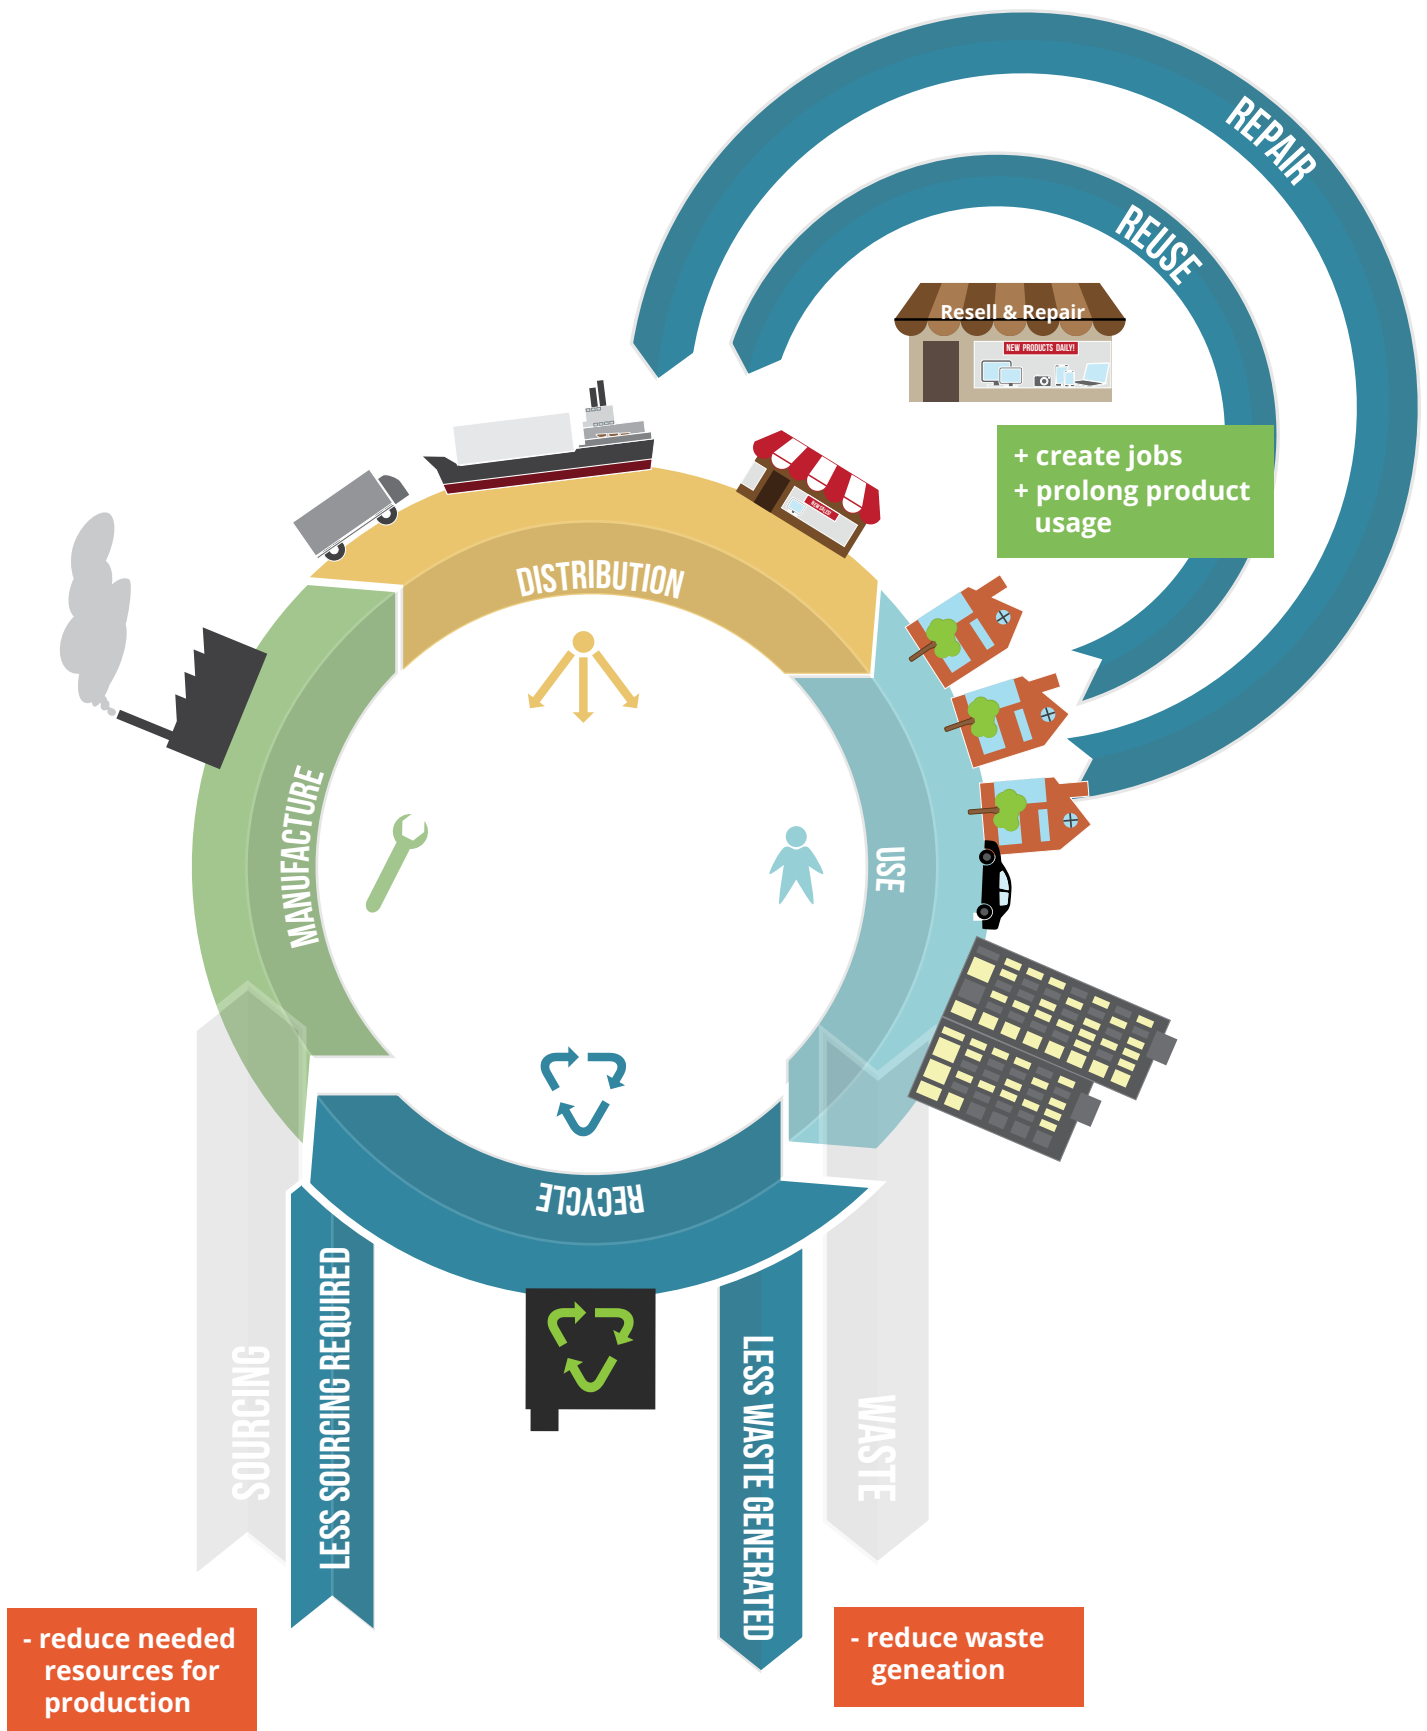 REPAIR
REUSE
Resell & Repair
NEW PRODUCTS DAILY!
+ create jobs
+ prolong product
usage
DISTRIBUTION
MANUFACTURE
USE
RECYCLE
SOURCING
LESS SOURCING REQUIRED
LESS WASTE GENERATED
WASTE
- reduce needed
resources for
production
- reduce waste
geneation